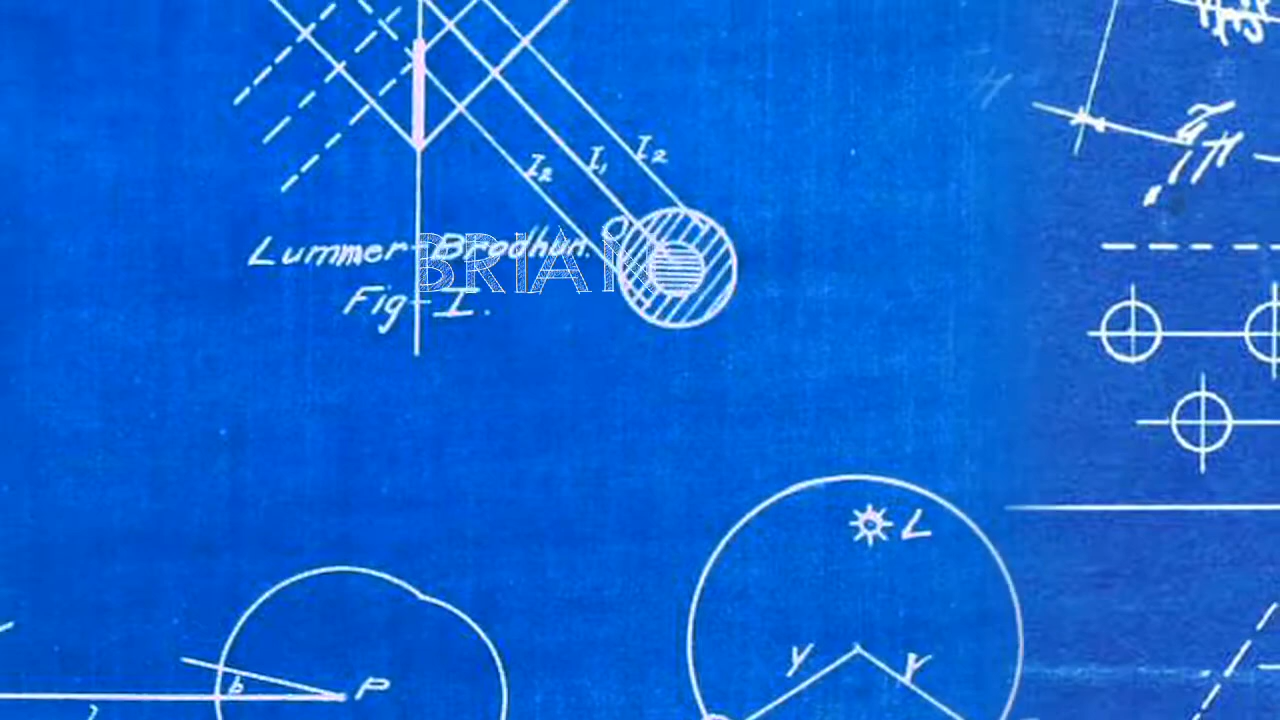 I₂ I₁ I₂
Lummer-Brodhun.
BRIAN
Fig-I.
L
y r
b P